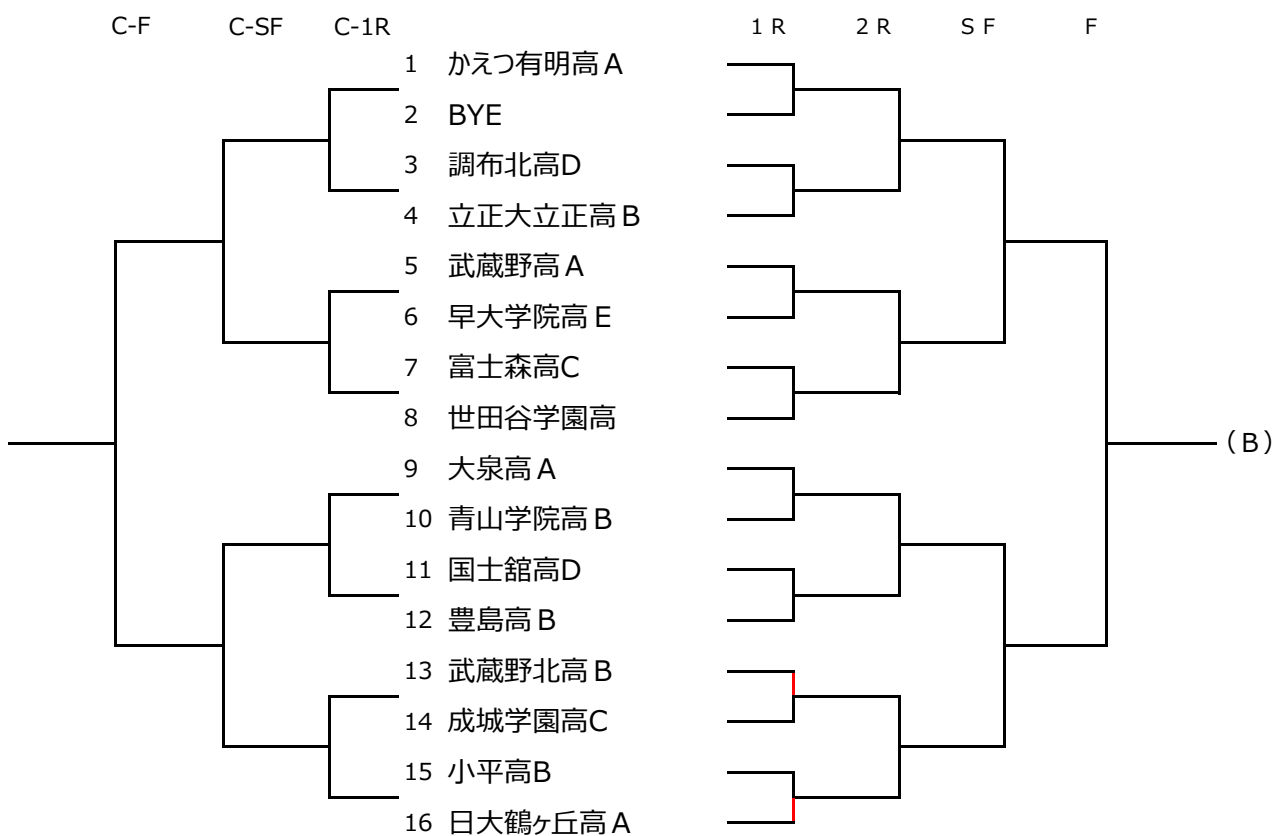 C-F C-SF C-1R 1 R 2 R S F F
1 かえつ有明高A
2 BYE
3 調布北高D
4 立正大立正高B
5 武蔵野高A
6 早大学院高E
7 富士森高C
8 世田谷学園高
(B)
9 大泉高A
10 青山学院高B
11 国士舘高D
12 豊島高B
13 武蔵野北高B
14 成城学園高C
15 小平高B
16 日大鶴ヶ丘高A